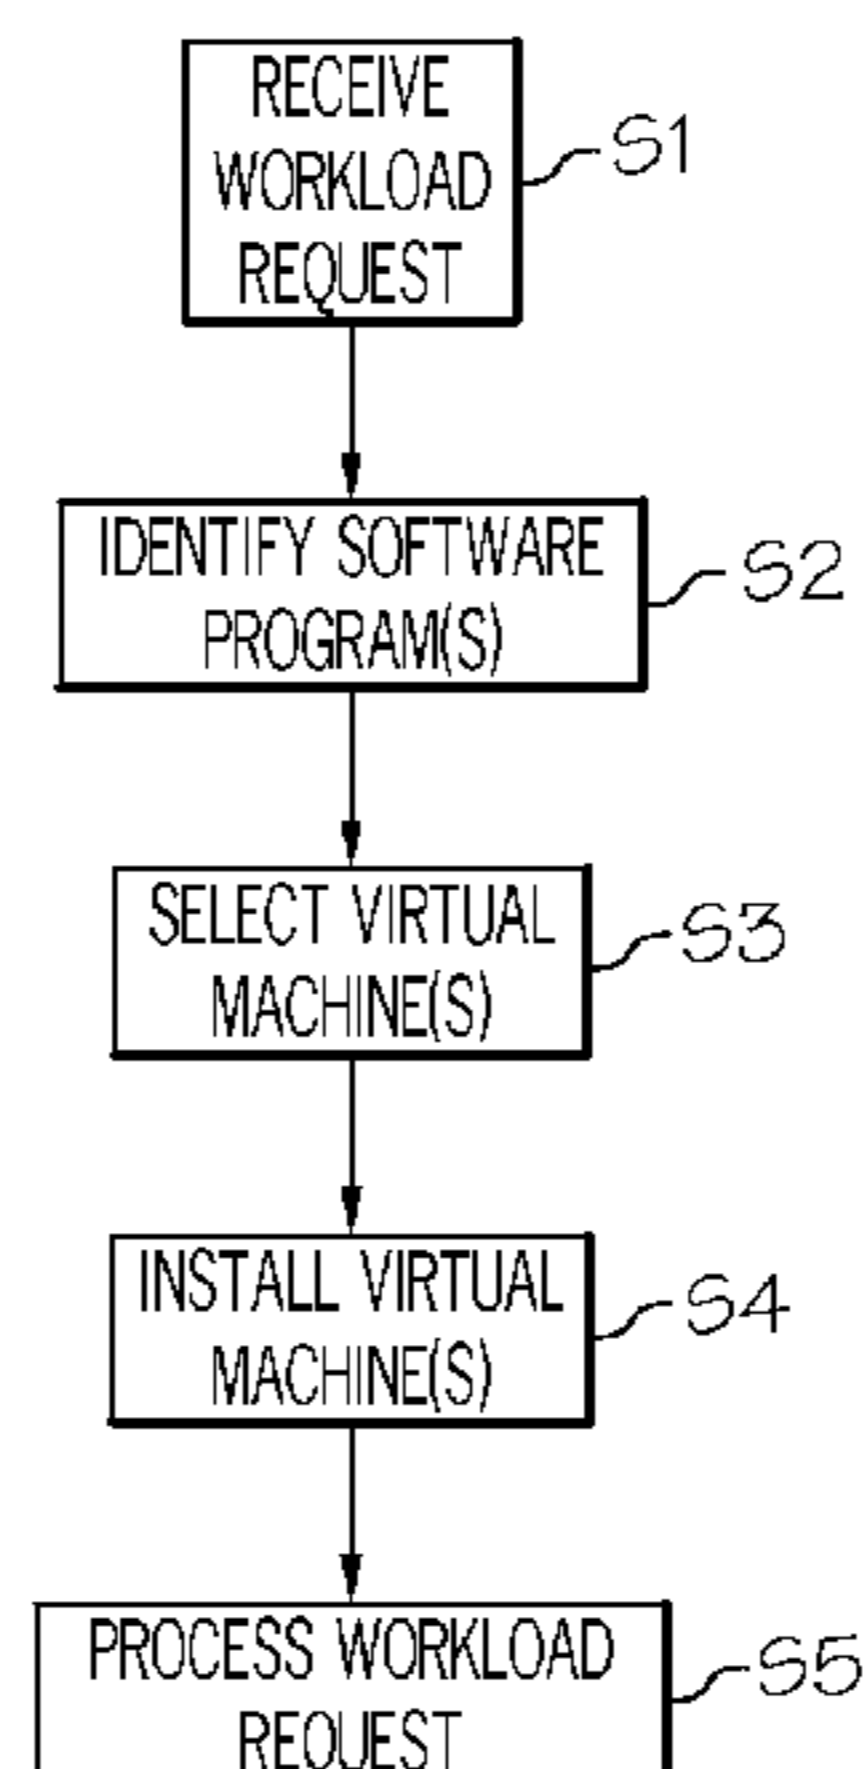 RECEIVE
WORKLOAD
REQUEST
S1
IDENTIFY SOFTWARE
PROGRAM(S)
S2
SELECT VIRTUAL
MACHINE(S)
S3
INSTALL VIRTUAL
MACHINE(S)
S4
PROCESS WORKLOAD
REQUEST
S5